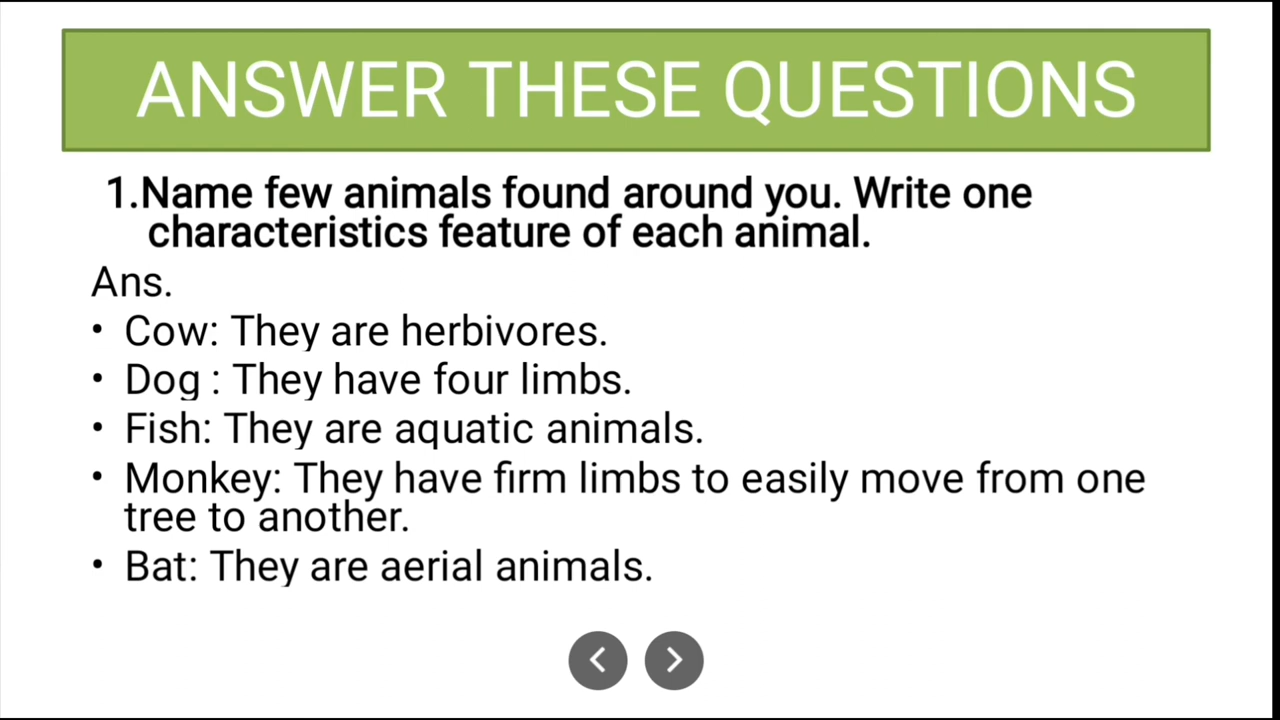 ANSWER THESE QUESTIONS
1.Name few animals found around you. Write one
characteristics feature of each animal.
Ans.
• Cow: They are herbivores.
• Dog : They have four limbs.
• Fish: They are aquatic animals.
• Monkey: They have firm limbs to easily move from one
tree to another.
• Bat: They are aerial animals.